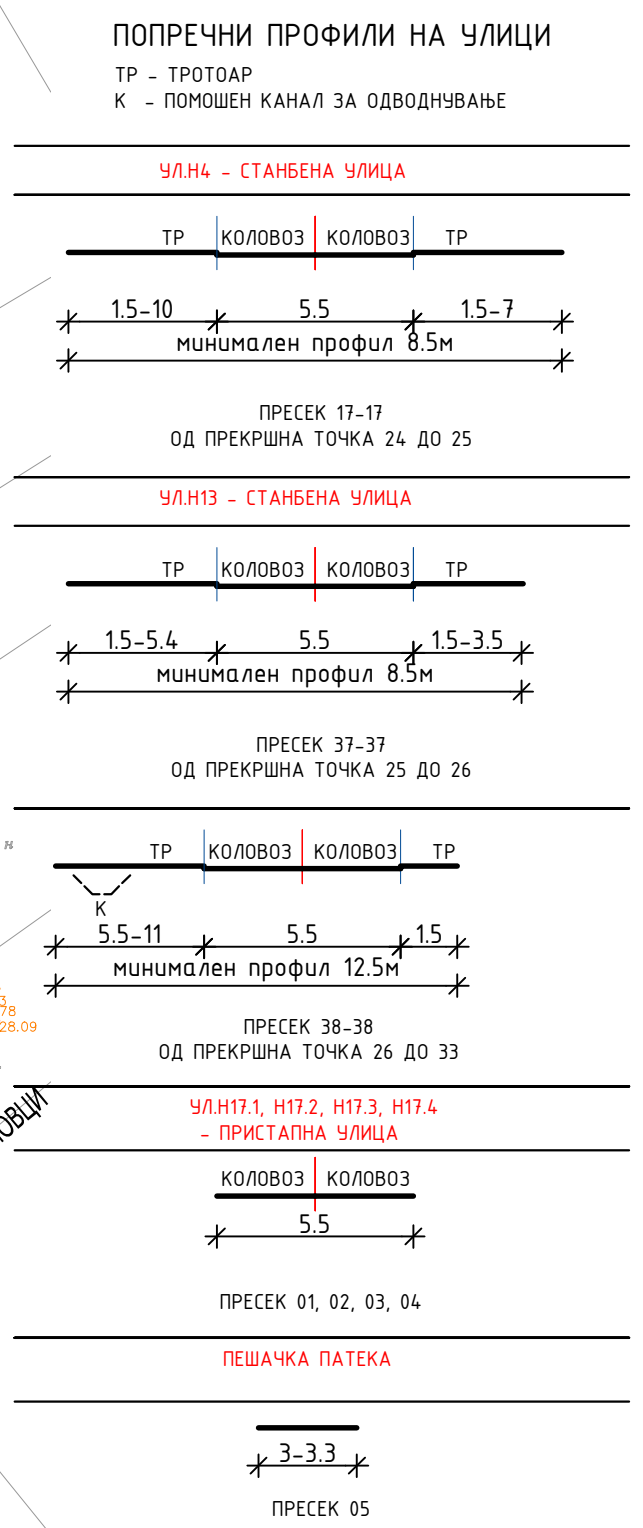 ПОПРЕЧНИ ПРОФИЛИ НА УЛИЦИ
ТР - ТРОТОАР
К - ПОМОШЕН КАНАЛ ЗА ОДВОДНУВАЊЕ
УЛ.Н4 - СТАНБЕНА УЛИЦА
ТР КОЛОВОЗ КОЛОВОЗ ТР
1.5-10 5.5 1.5-7
минимален профил 8.5м
ПРЕСЕК 17-17
ОД ПРЕКРШНА ТОЧКА 24 ДО 25
УЛ.Н13 - СТАНБЕНА УЛИЦА
ТР КОЛОВОЗ КОЛОВОЗ ТР
1.5-5.4 5.5 1.5-3.5
минимален профил 8.5м
ПРЕСЕК 37-37
ОД ПРЕКРШНА ТОЧКА 25 ДО 26
н
ТР КОЛОВОЗ КОЛОВОЗ ТР
К
5.5-11 5.5 1.5
минимален профил 12.5м
3
78
28.09
ПРЕСЕК 38-38
ОД ПРЕКРШНА ТОЧКА 26 ДО 33
ОВЦИ
УЛ.Н17.1, Н17.2, Н17.3, Н17.4
- ПРИСТАПНА УЛИЦА
КОЛОВОЗ КОЛОВОЗ
5.5
ПРЕСЕК 01, 02, 03, 04
ПЕШАЧКА ПАТЕКА
3-3.3
ПРЕСЕК 05